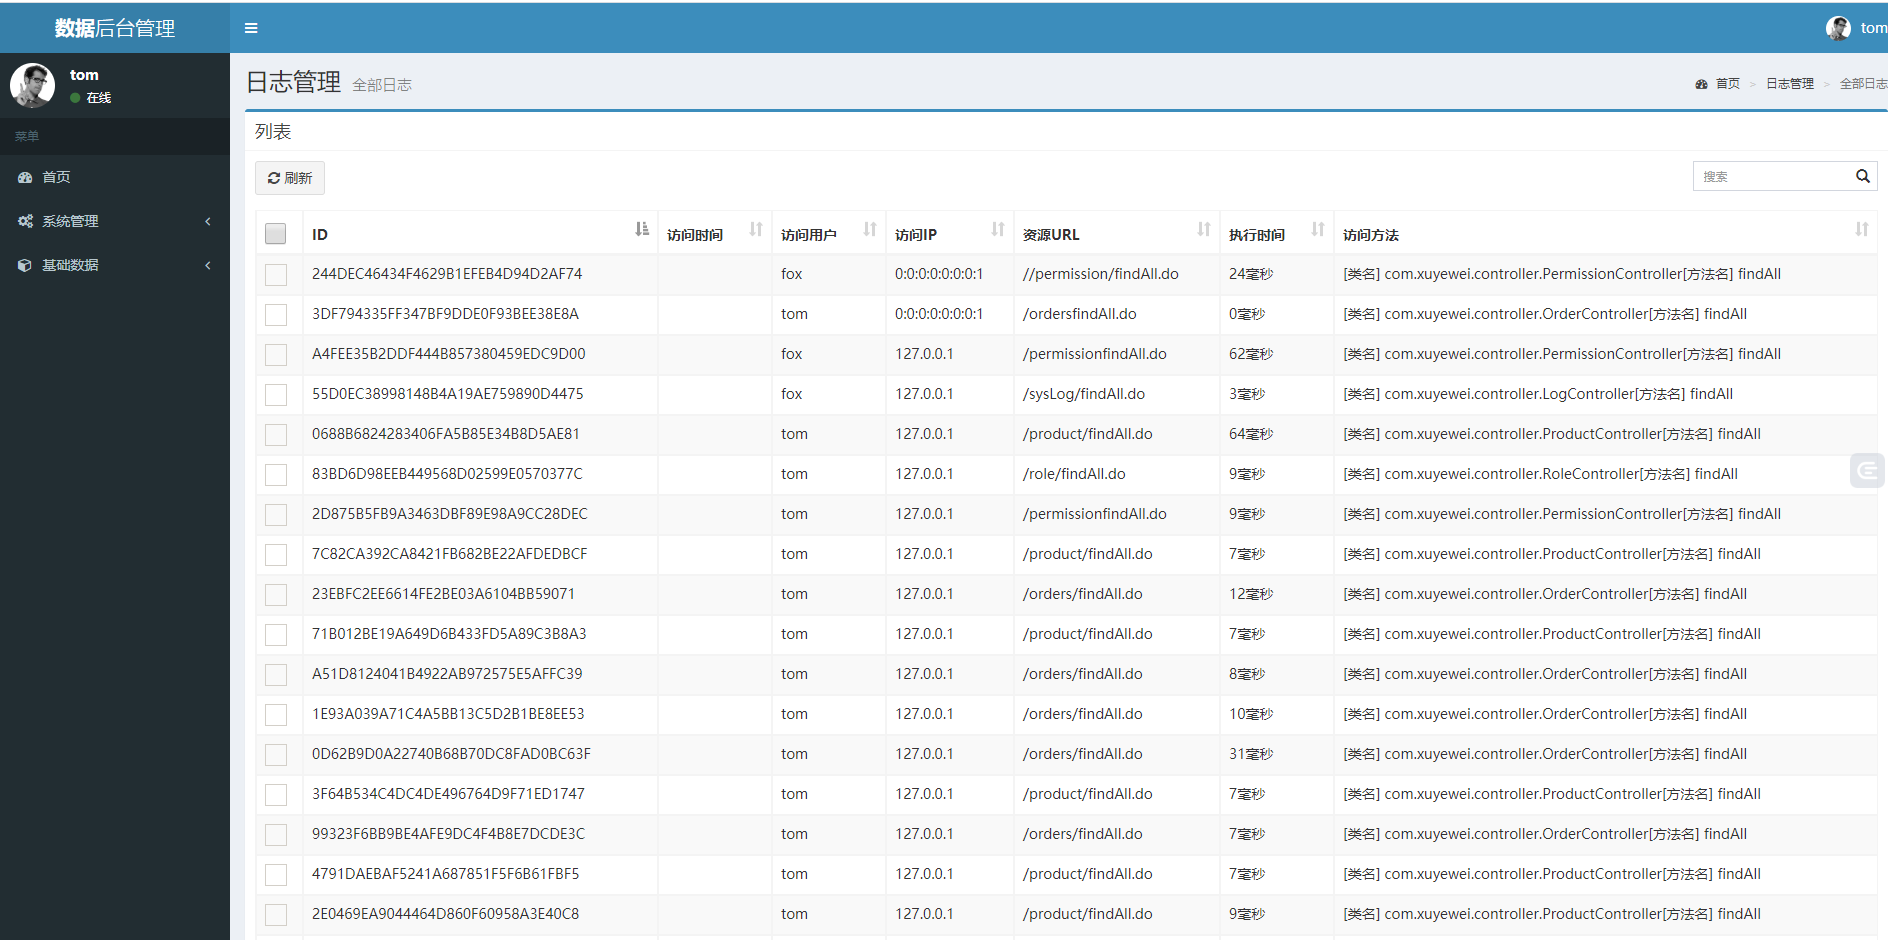 数据后台管理
tom
tom
在线
菜单
首页
系统管理
基础数据
日志管理 全部日志
首页 > 日志管理 > 全部日志
列表
刷新
搜索
ID 访问时间 访问用户 访问IP 资源URL 执行时间 访问方法
244DEC46434F4629B1EFEB4D94D2AF74 fox 0:0:0:0:0:0:0:1 //permission/findAll.do 24毫秒 [类名] com.xuyewei.controller.PermissionController[方法名] findAll
3DF794335FF347BF9DDE0F93BEE38E8A tom 0:0:0:0:0:0:0:1 /ordersfindAll.do 0毫秒 [类名] com.xuyewei.controller.OrderController[方法名] findAll
A4FEE35B2DDF444B857380459EDC9D00 fox 127.0.0.1 /permissionfindAll.do 62毫秒 [类名] com.xuyewei.controller.PermissionController[方法名] findAll
55D0EC38998148B4A19AE759890D4475 fox 127.0.0.1 /sysLog/findAll.do 3毫秒 [类名] com.xuyewei.controller.LogController[方法名] findAll
0688B6824283406FA5B85E34B8D5AE81 tom 127.0.0.1 /product/findAll.do 64毫秒 [类名] com.xuyewei.controller.ProductController[方法名] findAll
83BD6D98EEB449568D02599E0570377C tom 127.0.0.1 /role/findAll.do 9毫秒 [类名] com.xuyewei.controller.RoleController[方法名] findAll
2D875B5FB9A3463DBF89E98A9CC28DEC tom 127.0.0.1 /permissionfindAll.do 9毫秒 [类名] com.xuyewei.controller.PermissionController[方法名] findAll
7C82CA392CA8421FB682BE22AFDEDBCF tom 127.0.0.1 /product/findAll.do 7毫秒 [类名] com.xuyewei.controller.ProductController[方法名] findAll
23EBFC2EE6614FE2BE03A6104BB59071 tom 127.0.0.1 /orders/findAll.do 12毫秒 [类名] com.xuyewei.controller.OrderController[方法名] findAll
71B012BE19A649D6B433FD5A89C3B8A3 tom 127.0.0.1 /product/findAll.do 7毫秒 [类名] com.xuyewei.controller.ProductController[方法名] findAll
A51D8124041B4922AB972575E5AFFC39 tom 127.0.0.1 /orders/findAll.do 8毫秒 [类名] com.xuyewei.controller.OrderController[方法名] findAll
1E93A039A71C4A5BB13C5D2B1BE8EE53 tom 127.0.0.1 /orders/findAll.do 10毫秒 [类名] com.xuyewei.controller.OrderController[方法名] findAll
0D62B9D0A22740B68B70DC8FAD0BC63F tom 127.0.0.1 /orders/findAll.do 31毫秒 [类名] com.xuyewei.controller.OrderController[方法名] findAll
3F64B534C4DC4DE496764D9F71ED1747 tom 127.0.0.1 /product/findAll.do 7毫秒 [类名] com.xuyewei.controller.ProductController[方法名] findAll
99323F6BB9BE4AFE9DC4F4B8E7DCDE3C tom 127.0.0.1 /orders/findAll.do 7毫秒 [类名] com.xuyewei.controller.OrderController[方法名] findAll
4791DAEBAF5241A687851F5F6B61FBF5 tom 127.0.0.1 /product/findAll.do 7毫秒 [类名] com.xuyewei.controller.ProductController[方法名] findAll
2E0469EA9044464D860F60958A3E40C8 tom 127.0.0.1 /product/findAll.do 9毫秒 [类名] com.xuyewei.controller.ProductController[方法名] findAll